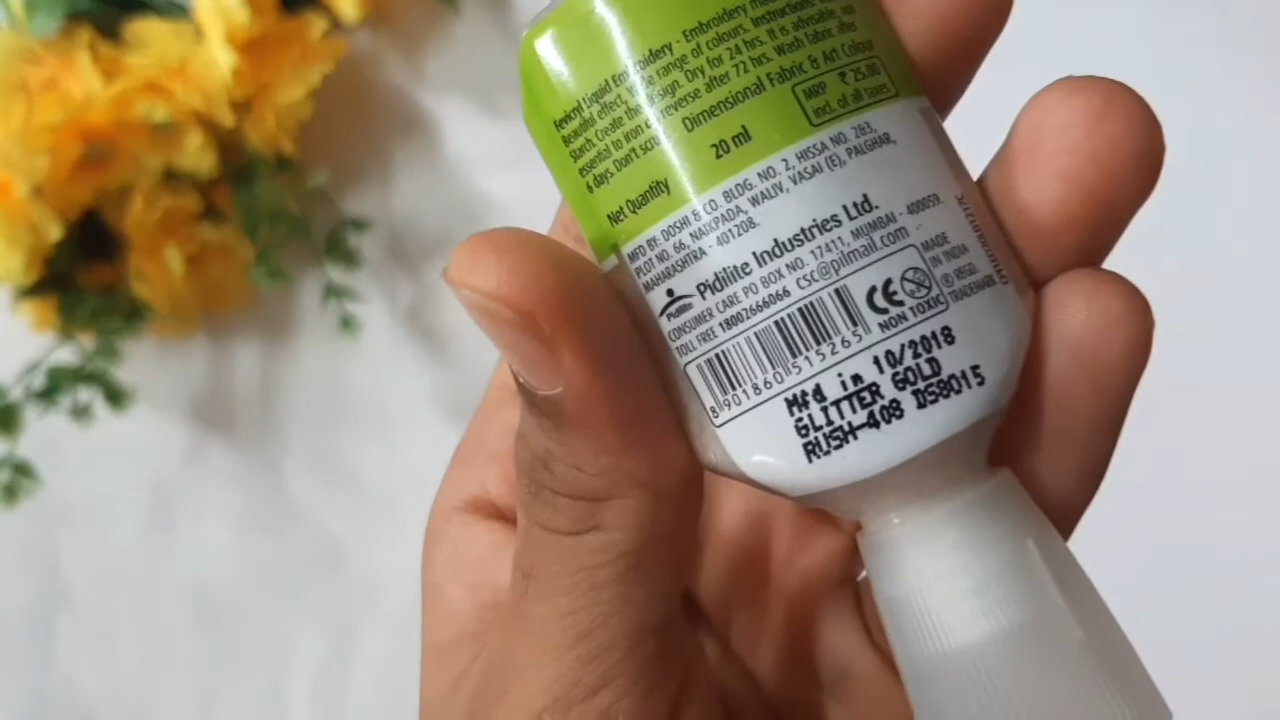 Fevicryl Liquid Embroidery - Embroidery
Beautiful effect, range of colours. Instructions
Starch. Create the design. Dry for 24 hrs. It is advisable,
essential to iron reverse after 72 hrs. Wash fabric after
6 days. Don't
Dimensional Fabric & Art Colour
Net Quantity 20 ml
MRP ₹ 25.00
incl. of all taxes
MFD BY: DOSHI & CO. BLDG. NO. 2, HISSA NO. 2&3,
PLOT NO. 66, NAIKPADA, WALIV, VASAI (E), PALGHAR,
MAHARASHTRA - 401208.
Pidilite
Pidilite Industries Ltd.
CONSUMER CARE PO BOX NO. 17411, MUMBAI - 400059.
TOLL FREE 18002666066 CSC@pilmail.com
8 901860 515265
CE
NON TOXIC
MADE
IN INDIA
® REGD.
TRADEMARK
Mfd in 10/2018
GLITTER GOLD
RUSH-408 DS8015